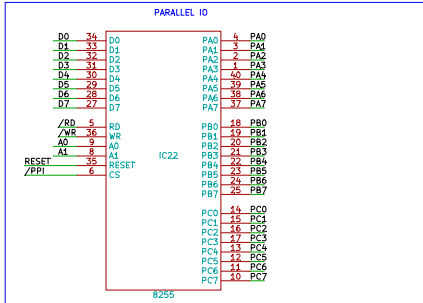 PARALLEL IO
D0 34 D0 PA0 4 PA0
D1 33 D1 PA1 3 PA1
D2 32 D2 PA2 2 PA2
D3 31 D3 PA3 1 PA3
D4 30 D4 PA4 40 PA4
D5 29 D5 PA5 39 PA5
D6 28 D6 PA6 38 PA6
D7 27 D7 PA7 37 PA7
/RD 5 RD PB0 18 PB0
/WR 36 WR PB1 19 PB1
A0 9 A0 PB2 20 PB2
A1 8 A1 IC22 PB3 21 PB3
RESET 35 RESET PB4 22 PB4
/PPI 6 CS PB5 23 PB5
PB6 24 PB6
PB7 25 PB7
PC0 14 PC0
PC1 15 PC1
PC2 16 PC2
PC3 17 PC3
PC4 13 PC4
PC5 12 PC5
PC6 11 PC6
PC7 10 PC7
8255